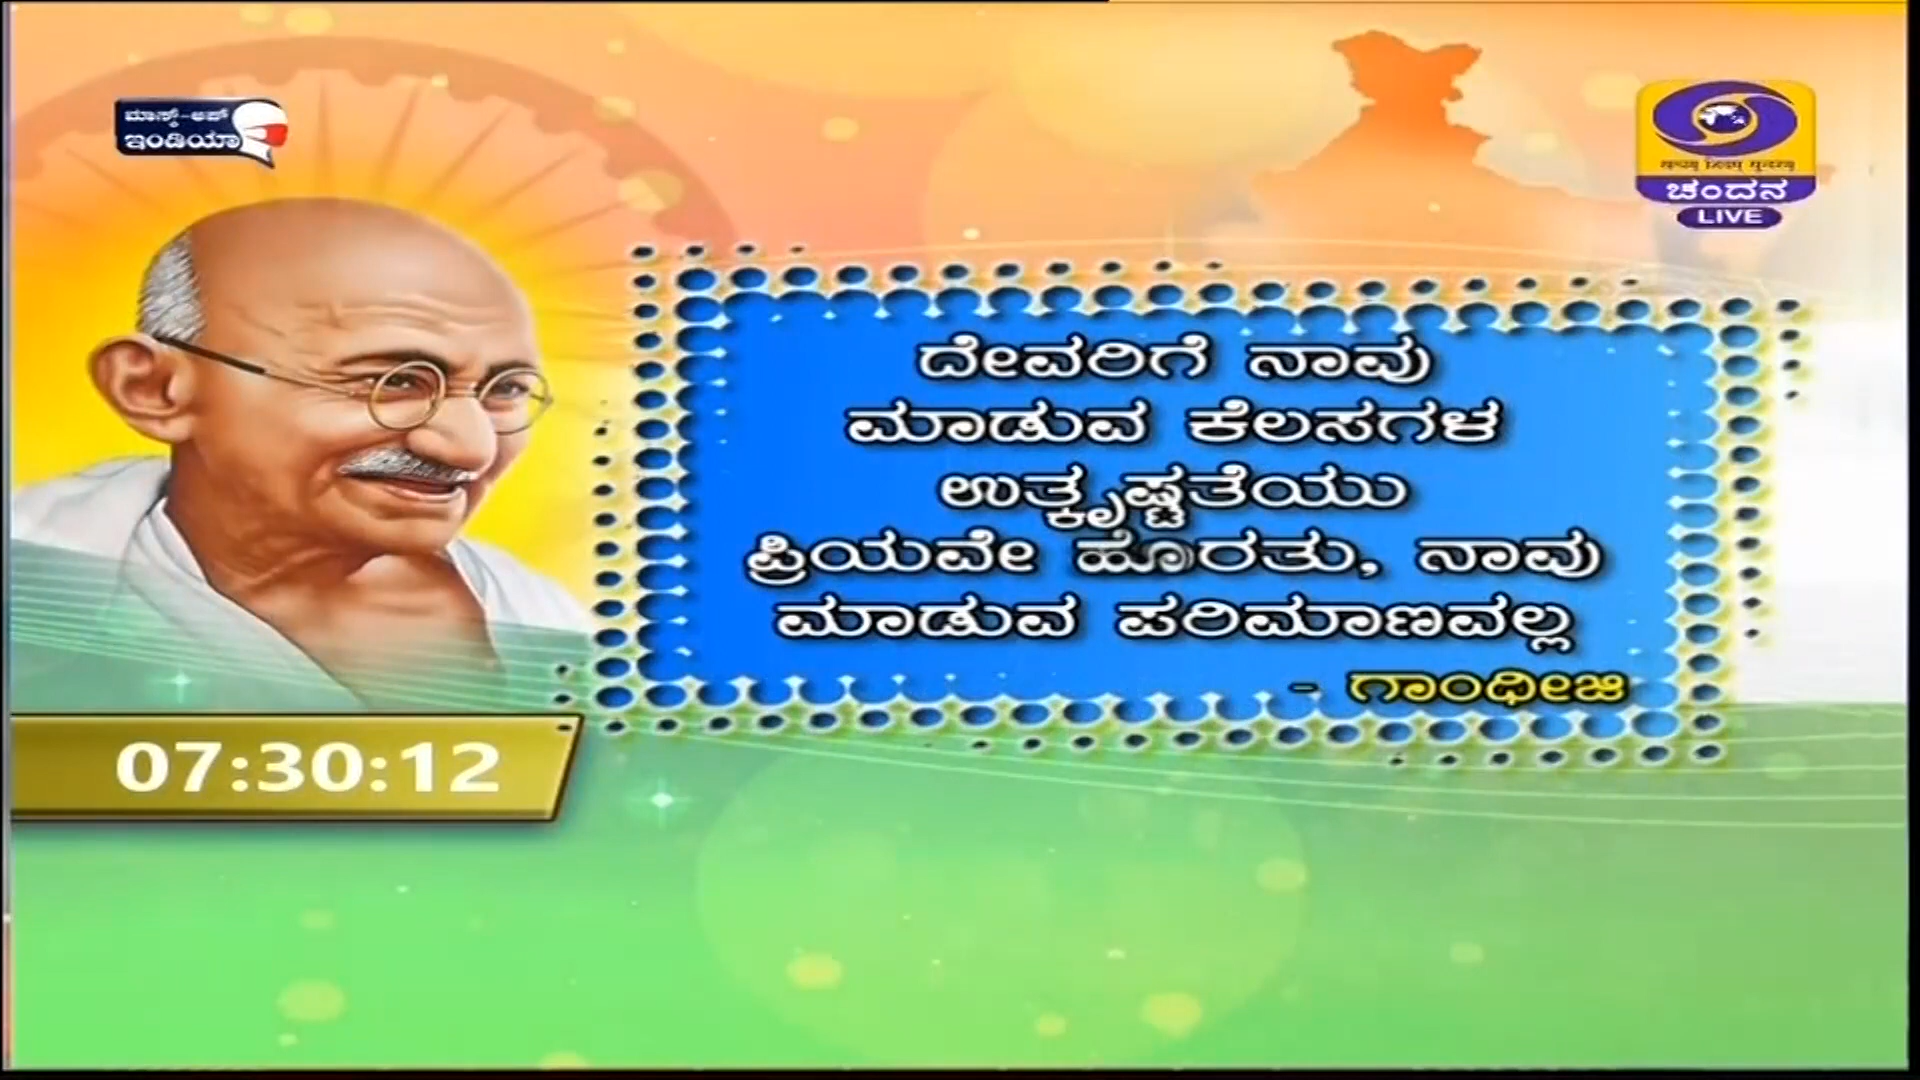 ಮಾಸ್ಕ್-ಅಪ್
ಇಂಡಿಯಾ
ಚಂದನ
LIVE
ದೇವರಿಗೆ ನಾವು
ಮಾಡುವ ಕೆಲಸಗಳ
ಉತ್ಕೃಷ್ಟತೆಯು
ಪ್ರಿಯವೇ ಹೊರತು, ನಾವು
ಮಾಡುವ ಪರಿಮಾಣವಲ್ಲ
- ಗಾಂಧೀಜಿ
07:30:12